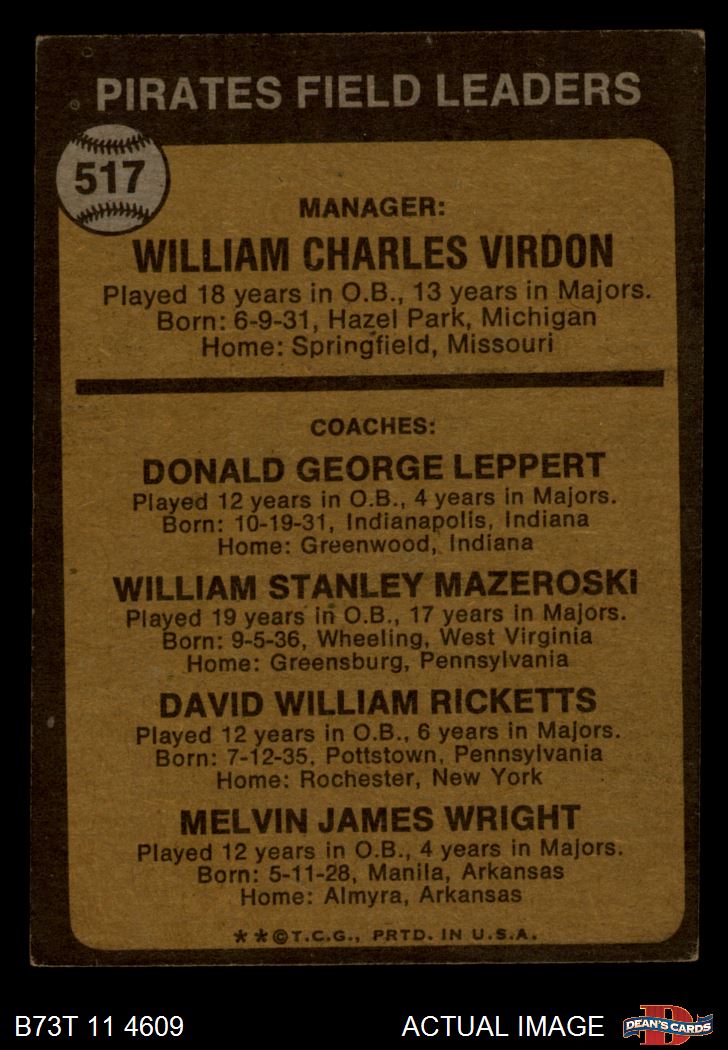 PIRATES FIELD LEADERS
517
MANAGER:
WILLIAM CHARLES VIRDON
Played 18 years in O.B., 13 years in Majors.
Born: 6-9-31, Hazel Park, Michigan
Home: Springfield, Missouri
COACHES:
DONALD GEORGE LEPPERT
Played 12 years in O.B., 4 years in Majors.
Born: 10-19-31, Indianapolis, Indiana
Home: Greenwood, Indiana
WILLIAM STANLEY MAZEROSKI
Played 19 years in O.B., 17 years in Majors.
Born: 9-5-36, Wheeling, West Virginia
Home: Greensburg, Pennsylvania
DAVID WILLIAM RICKETTS
Played 12 years in O.B., 6 years in Majors.
Born: 7-12-35, Pottstown, Pennsylvania
Home: Rochester, New York
MELVIN JAMES WRIGHT
Played 12 years in O.B., 4 years in Majors.
Born: 5-11-28, Manila, Arkansas
Home: Almyra, Arkansas
**©T.C.G., PRTD. IN U.S.A.
B73T 11 4609 ACTUAL IMAGE
D
DEAN'S CARDS